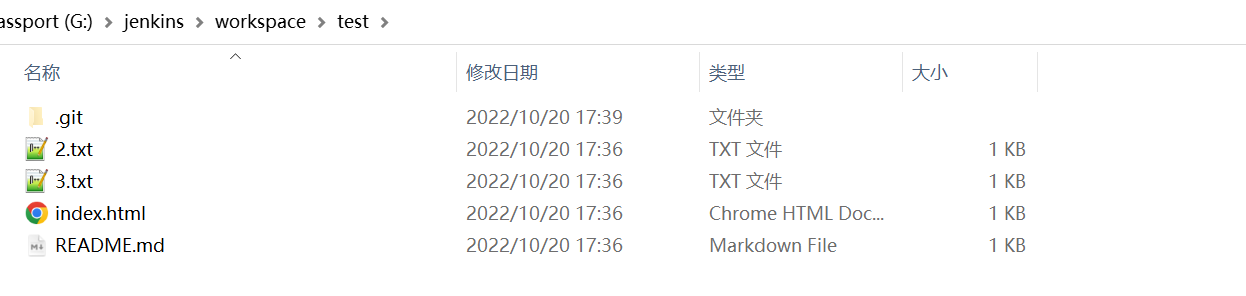 assport (G:) > jenkins > workspace > test >
名称 修改日期 类型 大小
.git 2022/10/20 17:39 文件夹
2.txt 2022/10/20 17:36 TXT 文件 1 KB
3.txt 2022/10/20 17:36 TXT 文件 1 KB
index.html 2022/10/20 17:36 Chrome HTML Doc... 1 KB
README.md 2022/10/20 17:36 Markdown File 1 KB